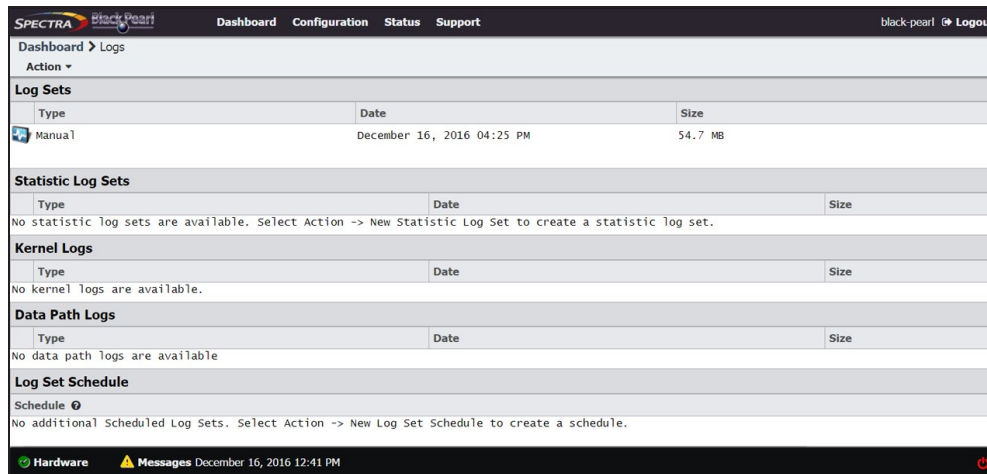 SPECTRA BlackPearl Dashboard Configuration Status Support black-pearl Logou
Dashboard > Logs
Action
Log Sets
Type Date Size
Manual December 16, 2016 04:25 PM 54.7 MB
Statistic Log Sets
Type Date Size
No statistic log sets are available. Select Action -> New Statistic Log Set to create a statistic log set.
Kernel Logs
Type Date Size
No kernel logs are available.
Data Path Logs
Type Date Size
No data path logs are available
Log Set Schedule
Schedule ?
No additional Scheduled Log Sets. Select Action -> New Log Set Schedule to create a schedule.
Hardware Messages December 16, 2016 12:41 PM